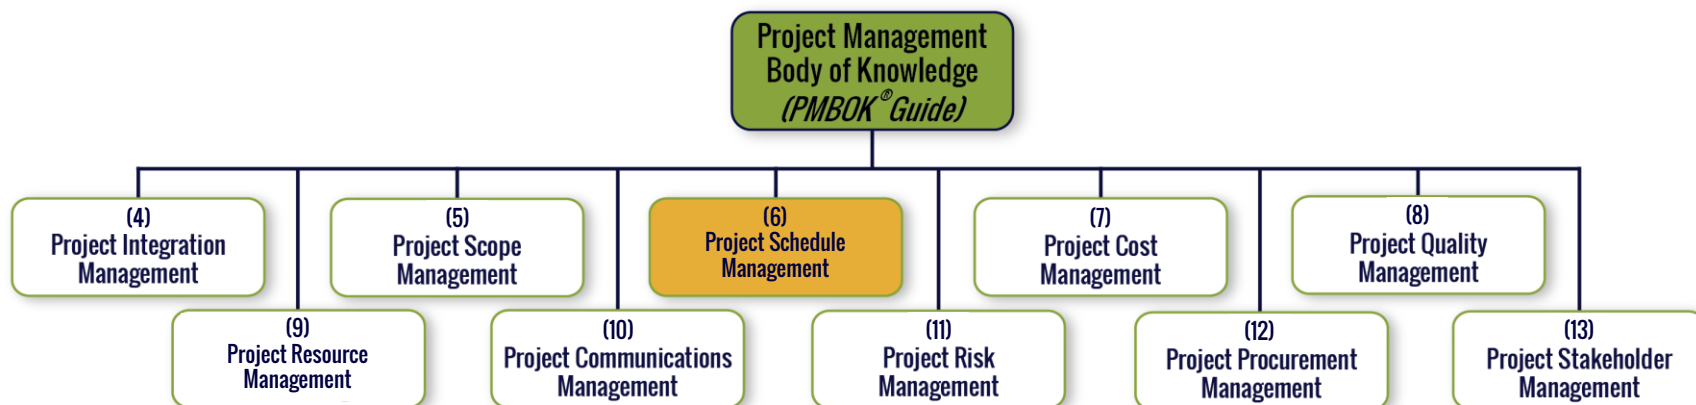 Project Management
Body of Knowledge
(PMBOK® Guide)
(4)
Project Integration
Management
(5)
Project Scope
Management
(6)
Project Schedule
Management
(7)
Project Cost
Management
(8)
Project Quality
Management
(9)
Project Resource
Management
(10)
Project Communications
Management
(11)
Project Risk
Management
(12)
Project Procurement
Management
(13)
Project Stakeholder
Management